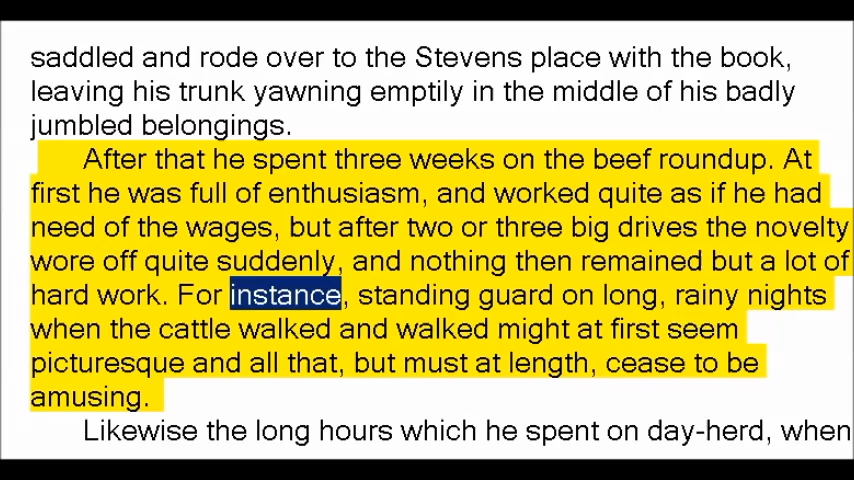 saddled and rode over to the Stevens place with the book,
leaving his trunk yawning emptily in the middle of his badly
jumbled belongings.
After that he spent three weeks on the beef roundup. At
first he was full of enthusiasm, and worked quite as if he had
need of the wages, but after two or three big drives the novelty
wore off quite suddenly, and nothing then remained but a lot of
hard work. For instance, standing guard on long, rainy nights
when the cattle walked and walked might at first seem
picturesque and all that, but must at length, cease to be
amusing.
Likewise the long hours which he spent on day-herd, when